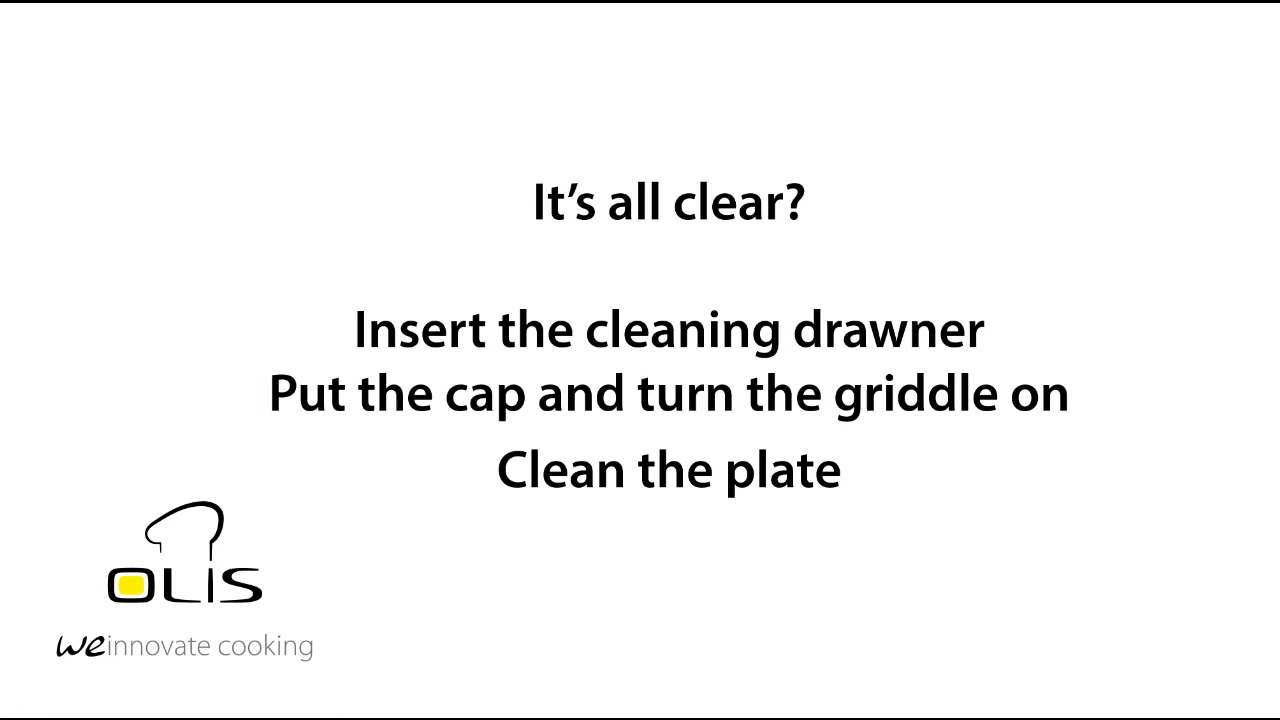 It’s all clear?
Insert the cleaning drawner
Put the cap and turn the griddle on
Clean the plate
OLIS
we innovate cooking